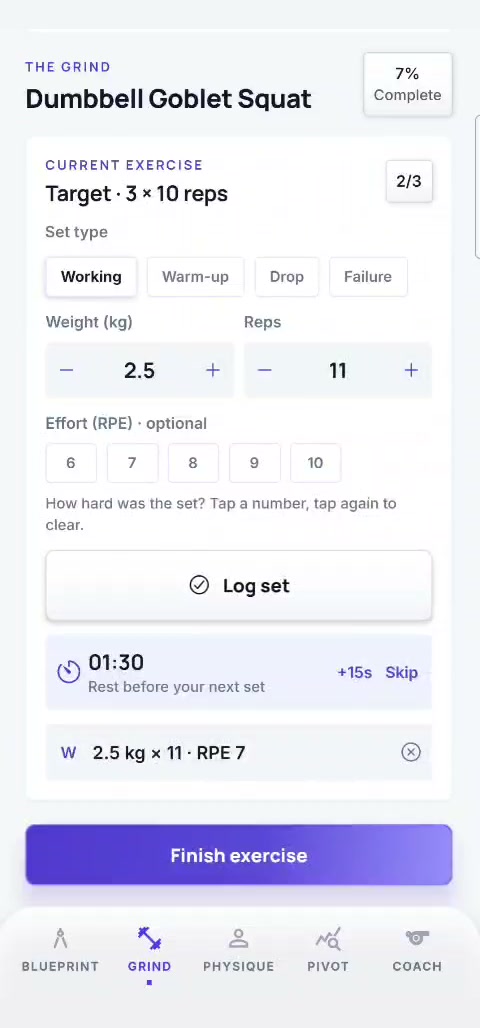 THE GRIND
Dumbbell Goblet Squat
7%
Complete
CURRENT EXERCISE
Target · 3 × 10 reps
2/3
Set type
Working
Warm-up
Drop
Failure
Weight (kg)
Reps
− 2.5 +
− 11 +
Effort (RPE) · optional
6
7
8
9
10
How hard was the set? Tap a number, tap again to
clear.
Log set
01:30
Rest before your next set
+15s
Skip
W 2.5 kg × 11 · RPE 7
Finish exercise
BLUEPRINT
GRIND
PHYSIQUE
PIVOT
COACH